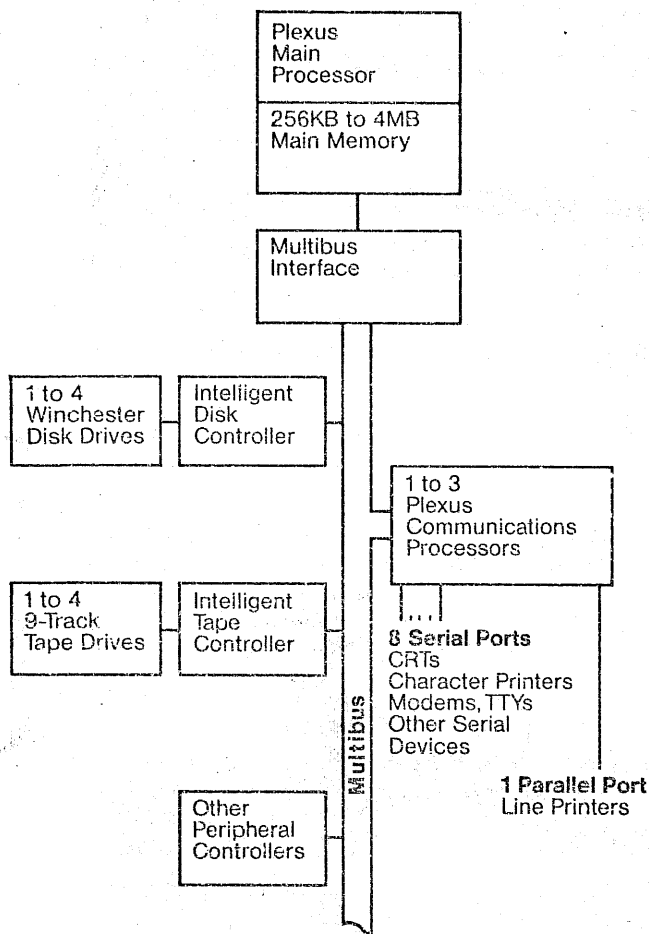 Plexus
Main
Processor
256KB to 4MB
Main Memory
Multibus
Interface
1 to 4
Winchester
Disk Drives
Intelligent
Disk
Controller
1 to 3
Plexus
Communications
Processors
1 to 4
9-Track
Tape Drives
Intelligent
Tape
Controller
8 Serial Ports
CRTs
Character Printers
Modems, TTYs
Other Serial
Devices
Multibus
1 Parallel Port
Line Printers
Other
Peripheral
Controllers